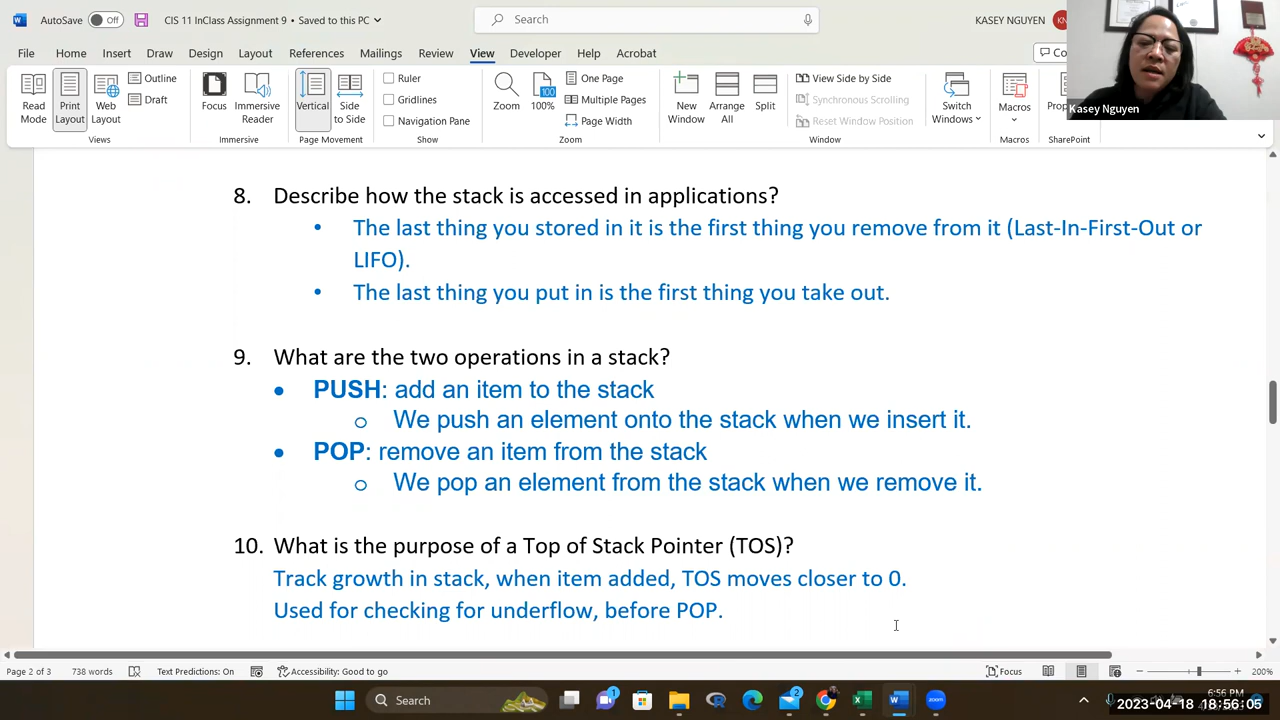 AutoSave Off CIS 11 InClass Assignment 9 • Saved to this PC Search KASEY NGUYEN
File Home Insert Draw Design Layout References Mailings Review View Developer Help Acrobat
Read Mode Print Layout Web Layout Outline Draft Focus Immersive Reader Vertical Side to Side Ruler Gridlines Navigation Pane Zoom 100 100% One Page Multiple Pages Page Width New Window Arrange All Split View Side by Side Synchronous Scrolling Reset Window Position Switch Windows Macros
Views Immersive Page Movement Show Zoom Window Macros SharePoint
Kasey Nguyen
8. Describe how the stack is accessed in applications?
• The last thing you stored in it is the first thing you remove from it (Last-In-First-Out or
LIFO).
• The last thing you put in is the first thing you take out.
9. What are the two operations in a stack?
• PUSH: add an item to the stack
o We push an element onto the stack when we insert it.
• POP: remove an item from the stack
o We pop an element from the stack when we remove it.
10. What is the purpose of a Top of Stack Pointer (TOS)?
Track growth in stack, when item added, TOS moves closer to 0.
Used for checking for underflow, before POP.
Page 2 of 3 738 words Text Predictions: On Accessibility: Good to go Focus 200%
Search 1 2 6:56 PM
2023-04-18 18:56:05